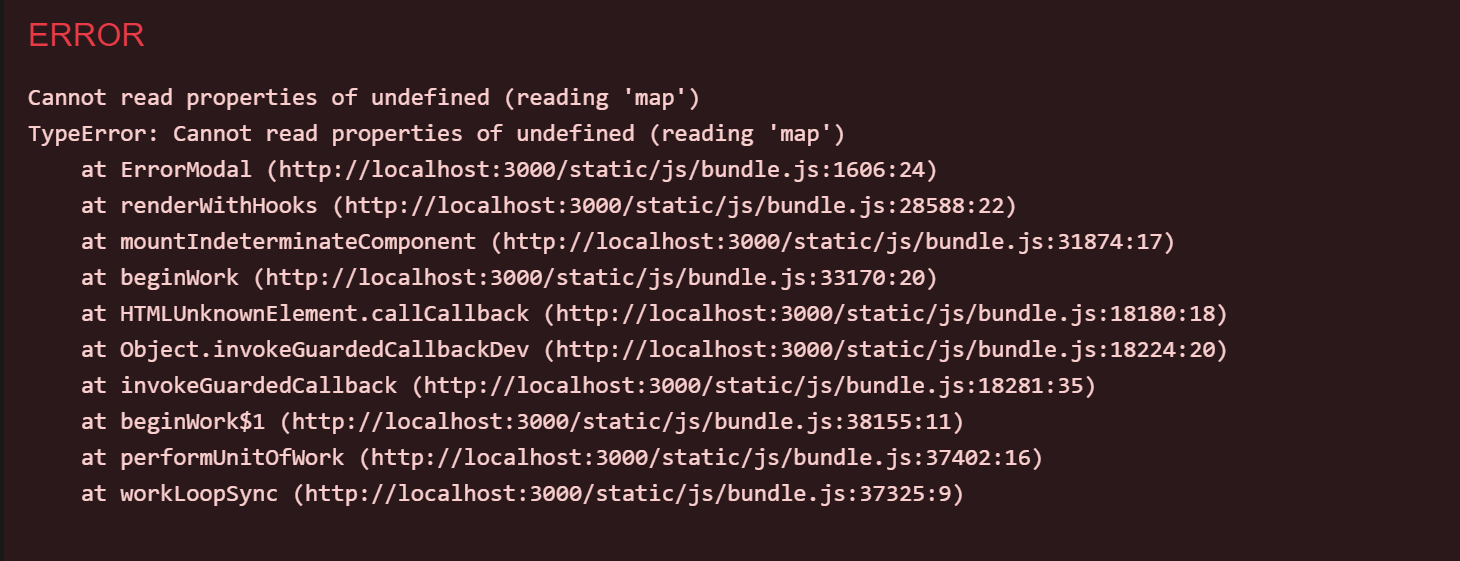 ERROR
Cannot read properties of undefined (reading 'map')
TypeError: Cannot read properties of undefined (reading 'map')
    at ErrorModal (http://localhost:3000/static/js/bundle.js:1606:24)
    at renderWithHooks (http://localhost:3000/static/js/bundle.js:28588:22)
    at mountIndeterminateComponent (http://localhost:3000/static/js/bundle.js:31874:17)
    at beginWork (http://localhost:3000/static/js/bundle.js:33170:20)
    at HTMLUnknownElement.callCallback (http://localhost:3000/static/js/bundle.js:18180:18)
    at Object.invokeGuardedCallbackDev (http://localhost:3000/static/js/bundle.js:18224:20)
    at invokeGuardedCallback (http://localhost:3000/static/js/bundle.js:18281:35)
    at beginWork$1 (http://localhost:3000/static/js/bundle.js:38155:11)
    at performUnitOfWork (http://localhost:3000/static/js/bundle.js:37402:16)
    at workLoopSync (http://localhost:3000/static/js/bundle.js:37325:9)